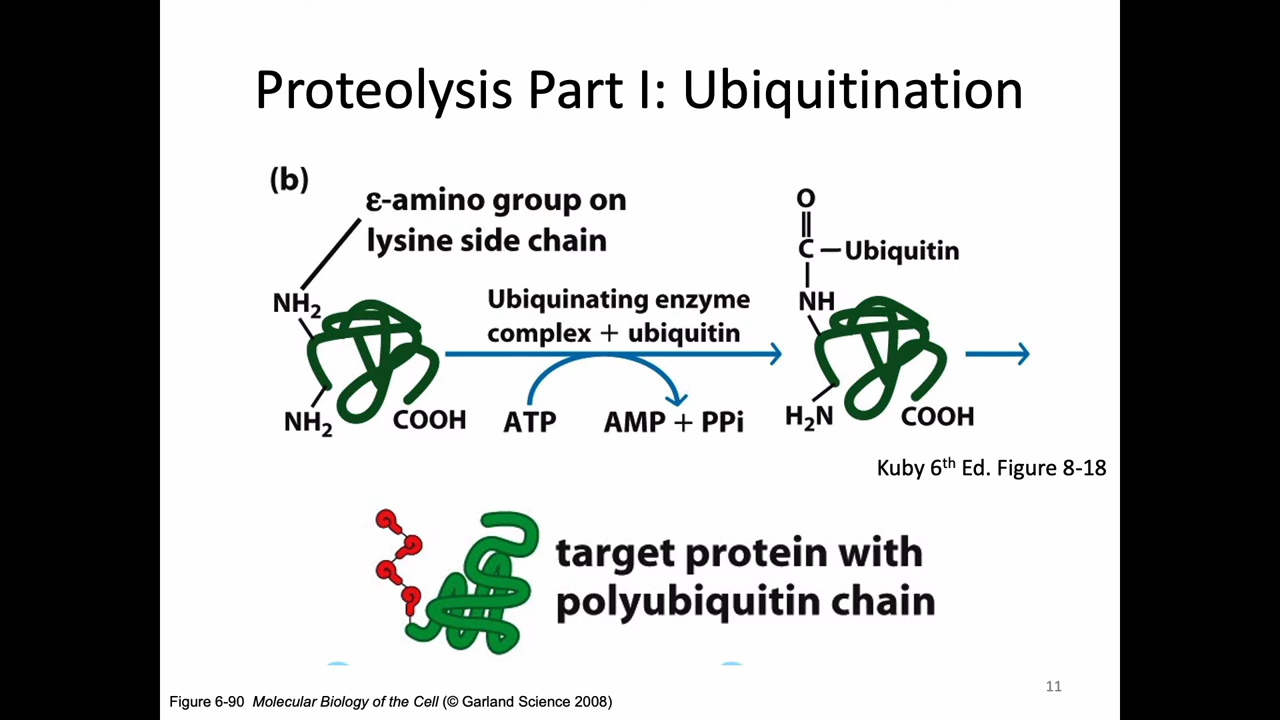 Proteolysis Part I: Ubiquitination
(b)
ε-amino group on
lysine side chain
NH2
NH2
COOH
Ubiquinating enzyme
complex + ubiquitin
ATP
AMP + PPi
O
C
Ubiquitin
NH
H2N
COOH
Kuby 6th Ed. Figure 8-18
target protein with
polyubiquitin chain
11
Figure 6-90 Molecular Biology of the Cell (© Garland Science 2008)